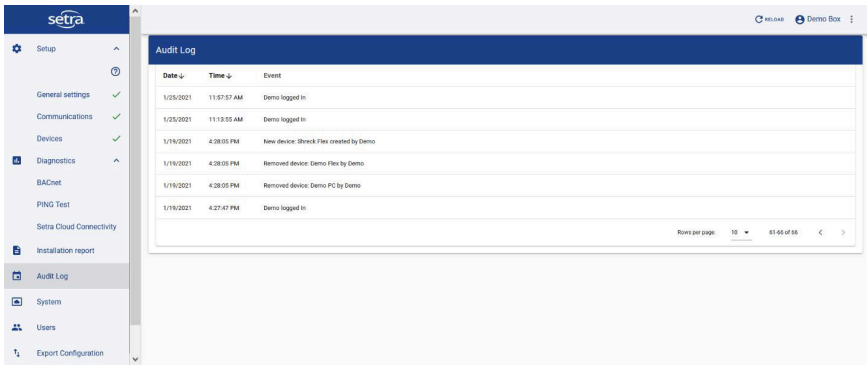 setra
RELOAD
Demo Box
Setup
General settings
Communications
Devices
Diagnostics
BACnet
PING Test
Setra Cloud Connectivity
Installation report
Audit Log
System
Users
Export Configuration
Audit Log
Date Time Event
1/25/2021 11:57:57 AM Demo logged in
1/25/2021 11:13:55 AM Demo logged in
1/19/2021 4:28:05 PM New device: Shreck Flex created by Demo
1/19/2021 4:28:05 PM Removed device: Demo Flex by Demo
1/19/2021 4:28:05 PM Removed device: Demo PC by Demo
1/19/2021 4:27:47 PM Demo logged in
Rows per page: 10 61-66 of 66